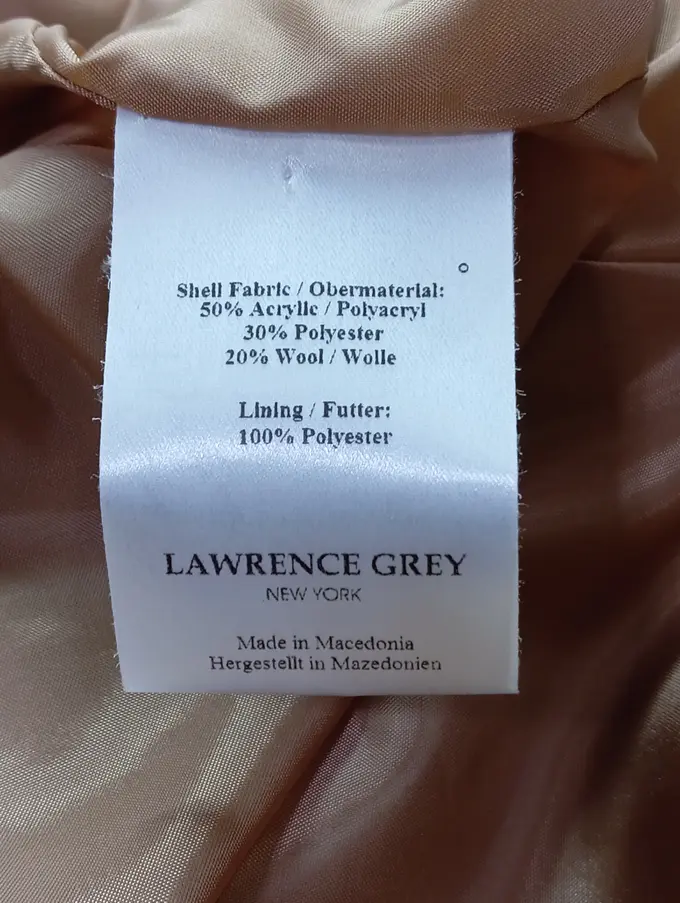 Shell Fabric / Obermaterial:
50% Acrylic / Polyacryl
30% Polyester
20% Wool / Wolle
Lining / Futter:
100% Polyester
LAWRENCE GREY
NEW YORK
Made in Macedonia
Hergestellt in Mazedonien